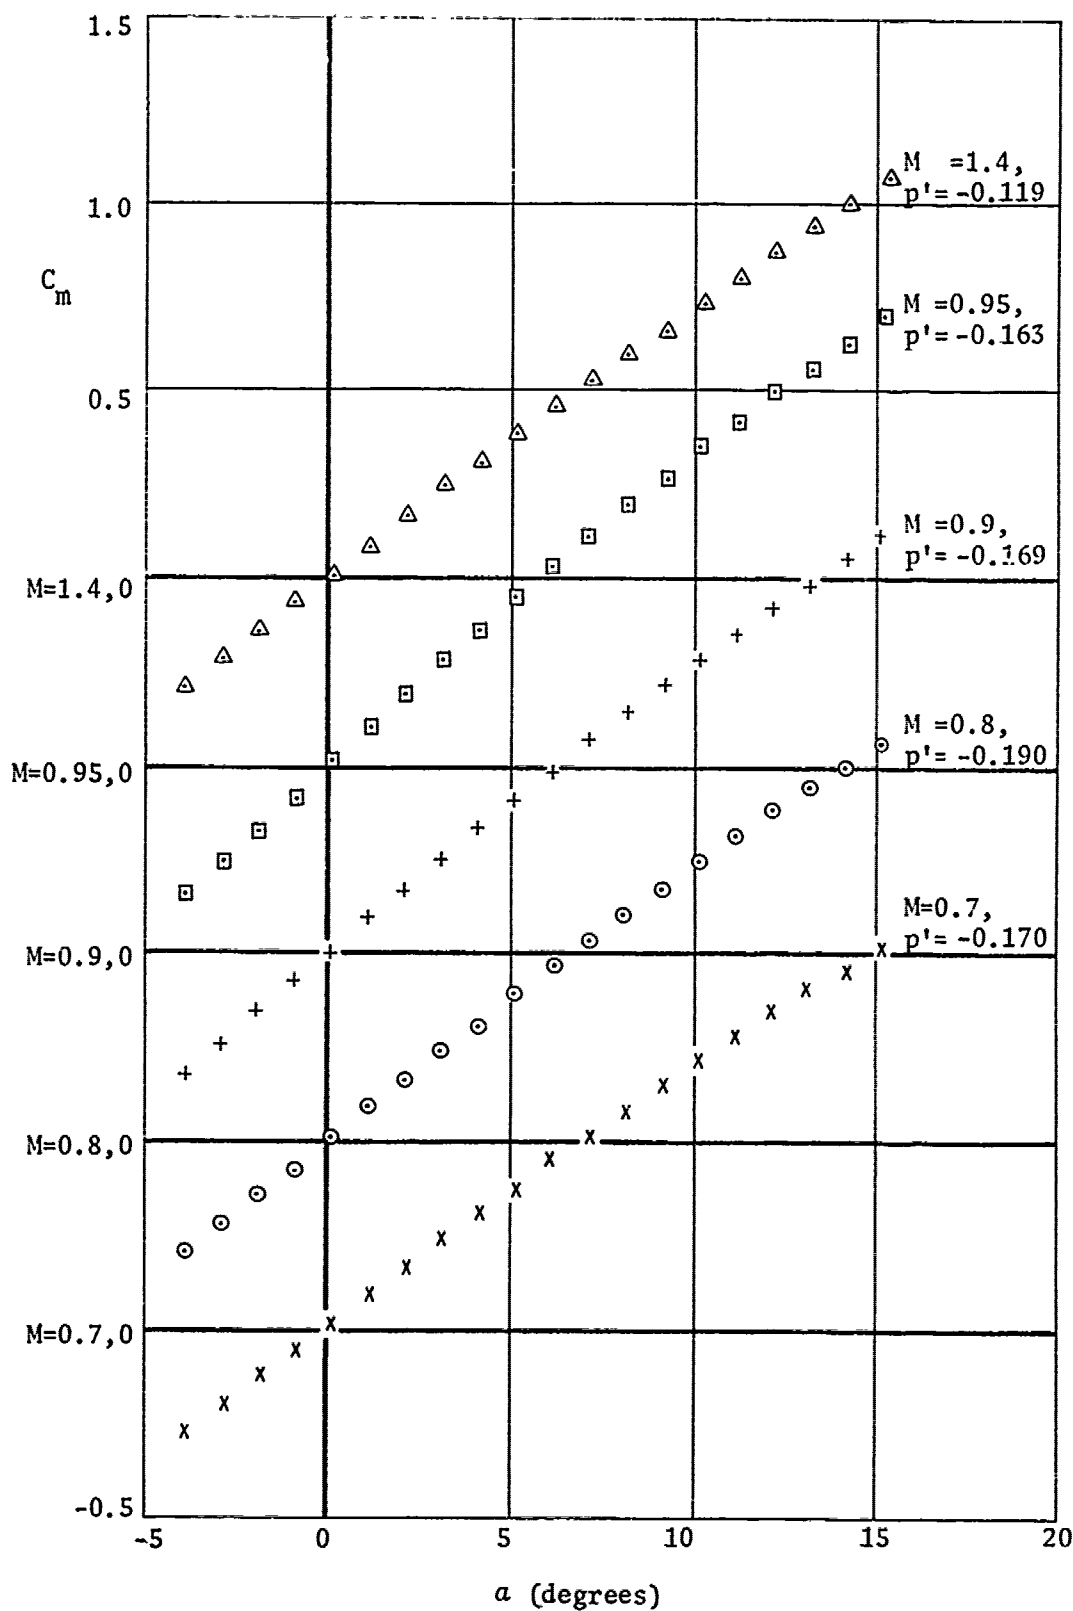 1.5
M =1.4,
p'= -0.119
1.0
C_m
M =0.95,
p'= -0.163
0.5
M =0.9,
p'= -0.169
M=1.4,0
M =0.8,
p'= -0.190
M=0.95,0
M=0.7,
p'= -0.170
M=0.9,0
M=0.8,0
M=0.7,0
-0.5
-5 0 5 10 15 20
a (degrees)